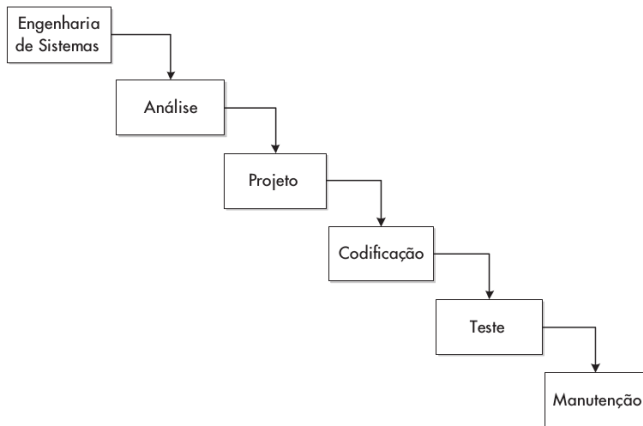 Engenharia
de Sistemas
Análise
Projeto
Codificação
Teste
Manutenção